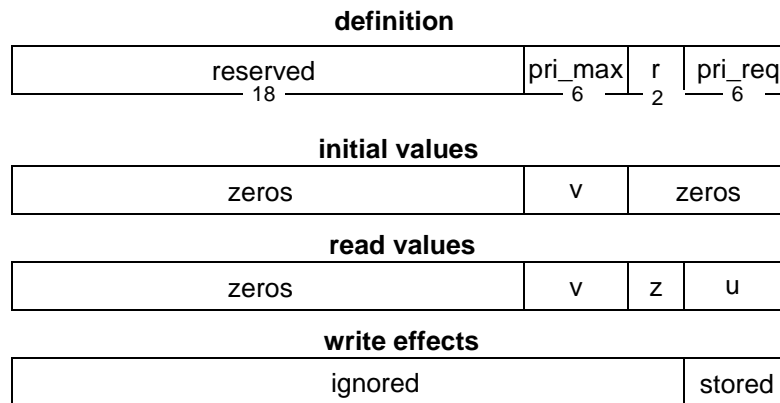 definition
reserved pri_max r pri_req
18 6 2 6
initial values
zeros v zeros
read values
zeros v z u
write effects
ignored stored